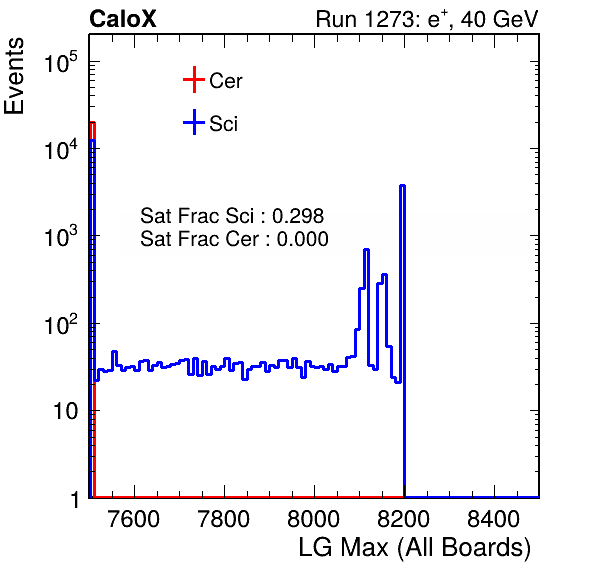 CaloX Run 1273: e⁺, 40 GeV
Events
Cer
Sci
Sat Frac Sci : 0.298
Sat Frac Cer : 0.000
10⁵
10⁴
10³
10²
10
1
7600 7800 8000 8200 8400
LG Max (All Boards)